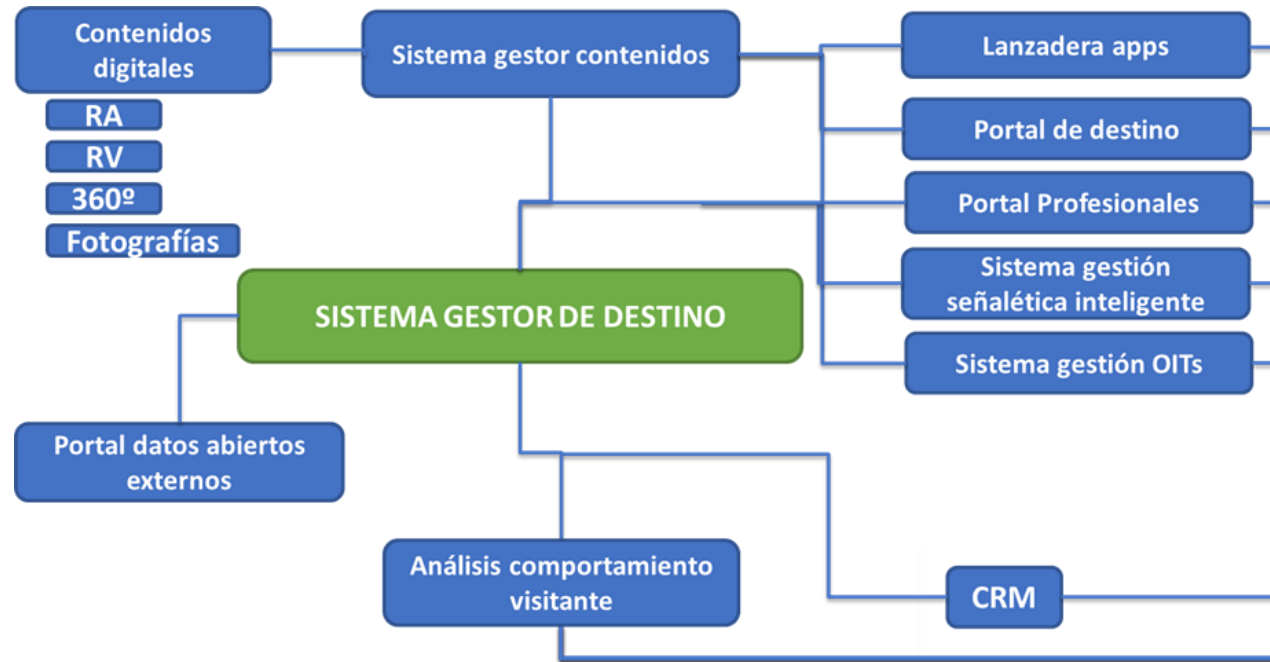 Contenidos
digitales
RA
RV
360º
Fotografías
Sistema gestor contenidos
Lanzadera apps
Portal de destino
Portal Profesionales
Sistema gestión
señalética inteligente
Sistema gestión OITs
SISTEMA GESTOR DE DESTINO
Portal datos abiertos
externos
Análisis comportamiento
visitante
CRM